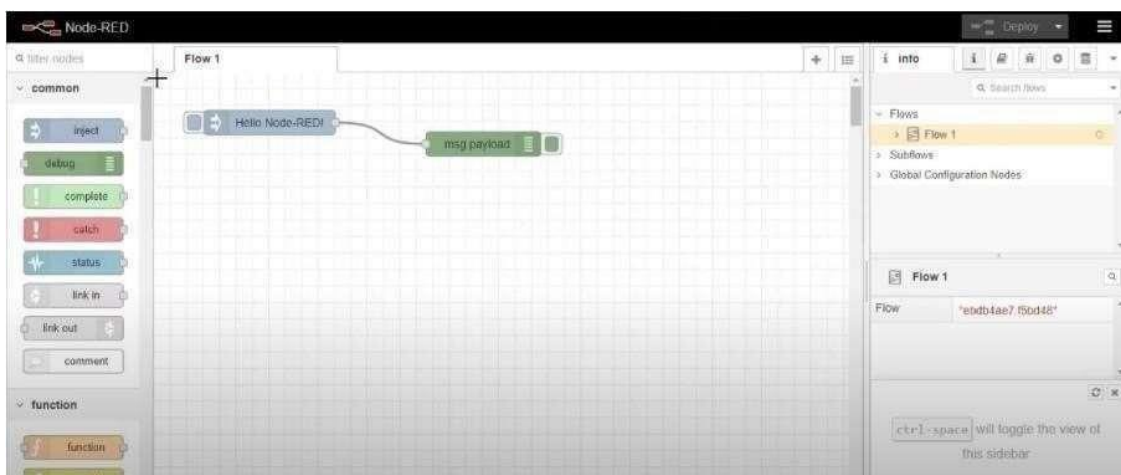 Node-RED
Deploy
filter nodes
Flow 1
info
common
Search flows
inject
Hello Node-RED!
Flows
Flow 1
debug
msg payload
Subflows
Global Configuration Nodes
complete
catch
status
link in
Flow 1
link out
Flow
comment
function
ctrl-space will toggle the view of
this sidebar
function